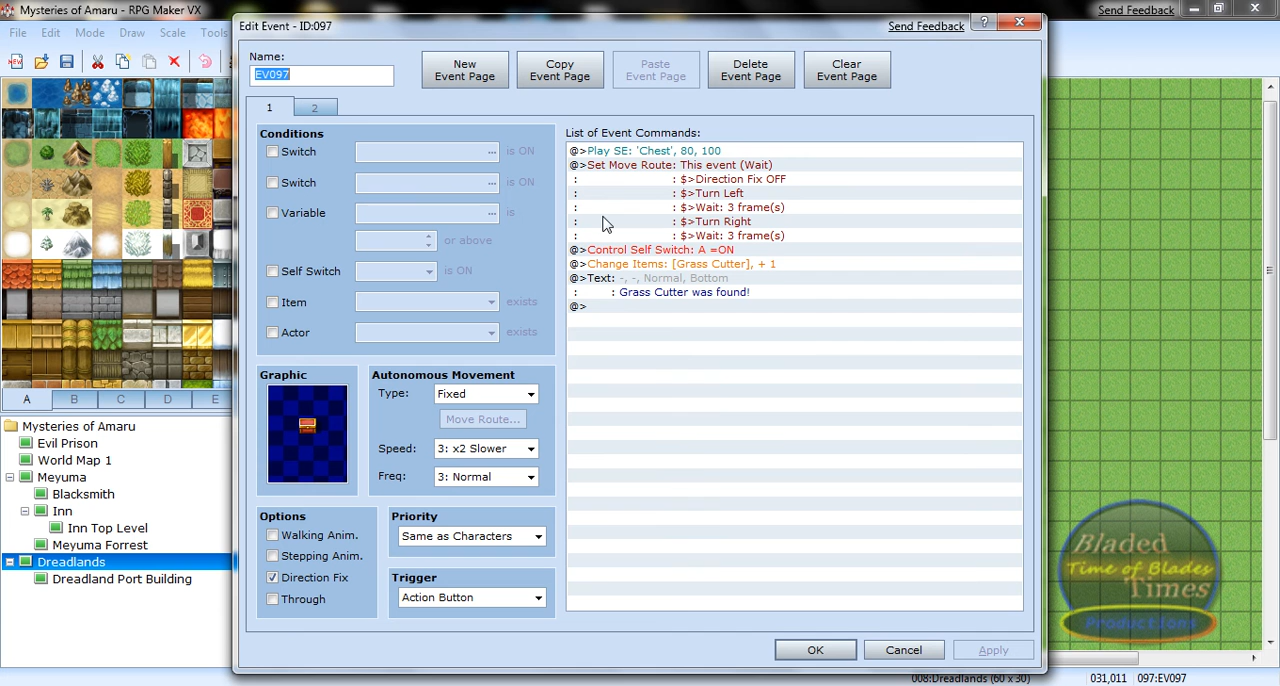 Mysteries of Amaru - RPG Maker VX
Send Feedback
File Edit Mode Draw Scale Tools
Edit Event - ID:097
Send Feedback
?
Name:
EV097
New Event Page
Copy Event Page
Paste Event Page
Delete Event Page
Clear Event Page
1 2
Conditions
Switch ... is ON
Switch ... is ON
Variable ... is
or above
Self Switch is ON
Item exists
Actor exists
Graphic
Autonomous Movement
Type: Fixed
Move Route...
Speed: 3: x2 Slower
Freq: 3: Normal
Options
Walking Anim.
Stepping Anim.
Direction Fix
Through
Priority
Same as Characters
Trigger
Action Button
List of Event Commands:
@>Play SE: 'Chest', 80, 100
@>Set Move Route: This event (Wait)
: : $>Direction Fix OFF
: : $>Turn Left
: : $>Wait: 3 frame(s)
: : $>Turn Right
: : $>Wait: 3 frame(s)
@>Control Self Switch: A =ON
@>Change Items: [Grass Cutter], + 1
@>Text: -, -, Normal, Bottom
: : Grass Cutter was found!
@>
OK Cancel Apply
A B C D E
Mysteries of Amaru
Evil Prison
World Map 1
Meyuma
Blacksmith
Inn
Inn Top Level
Meyuma Forrest
Dreadlands
Dreadland Port Building
Bladed
Time of Blades
Times
Productions
008:Dreadlands (60 x 30) 031,011 097:EV097